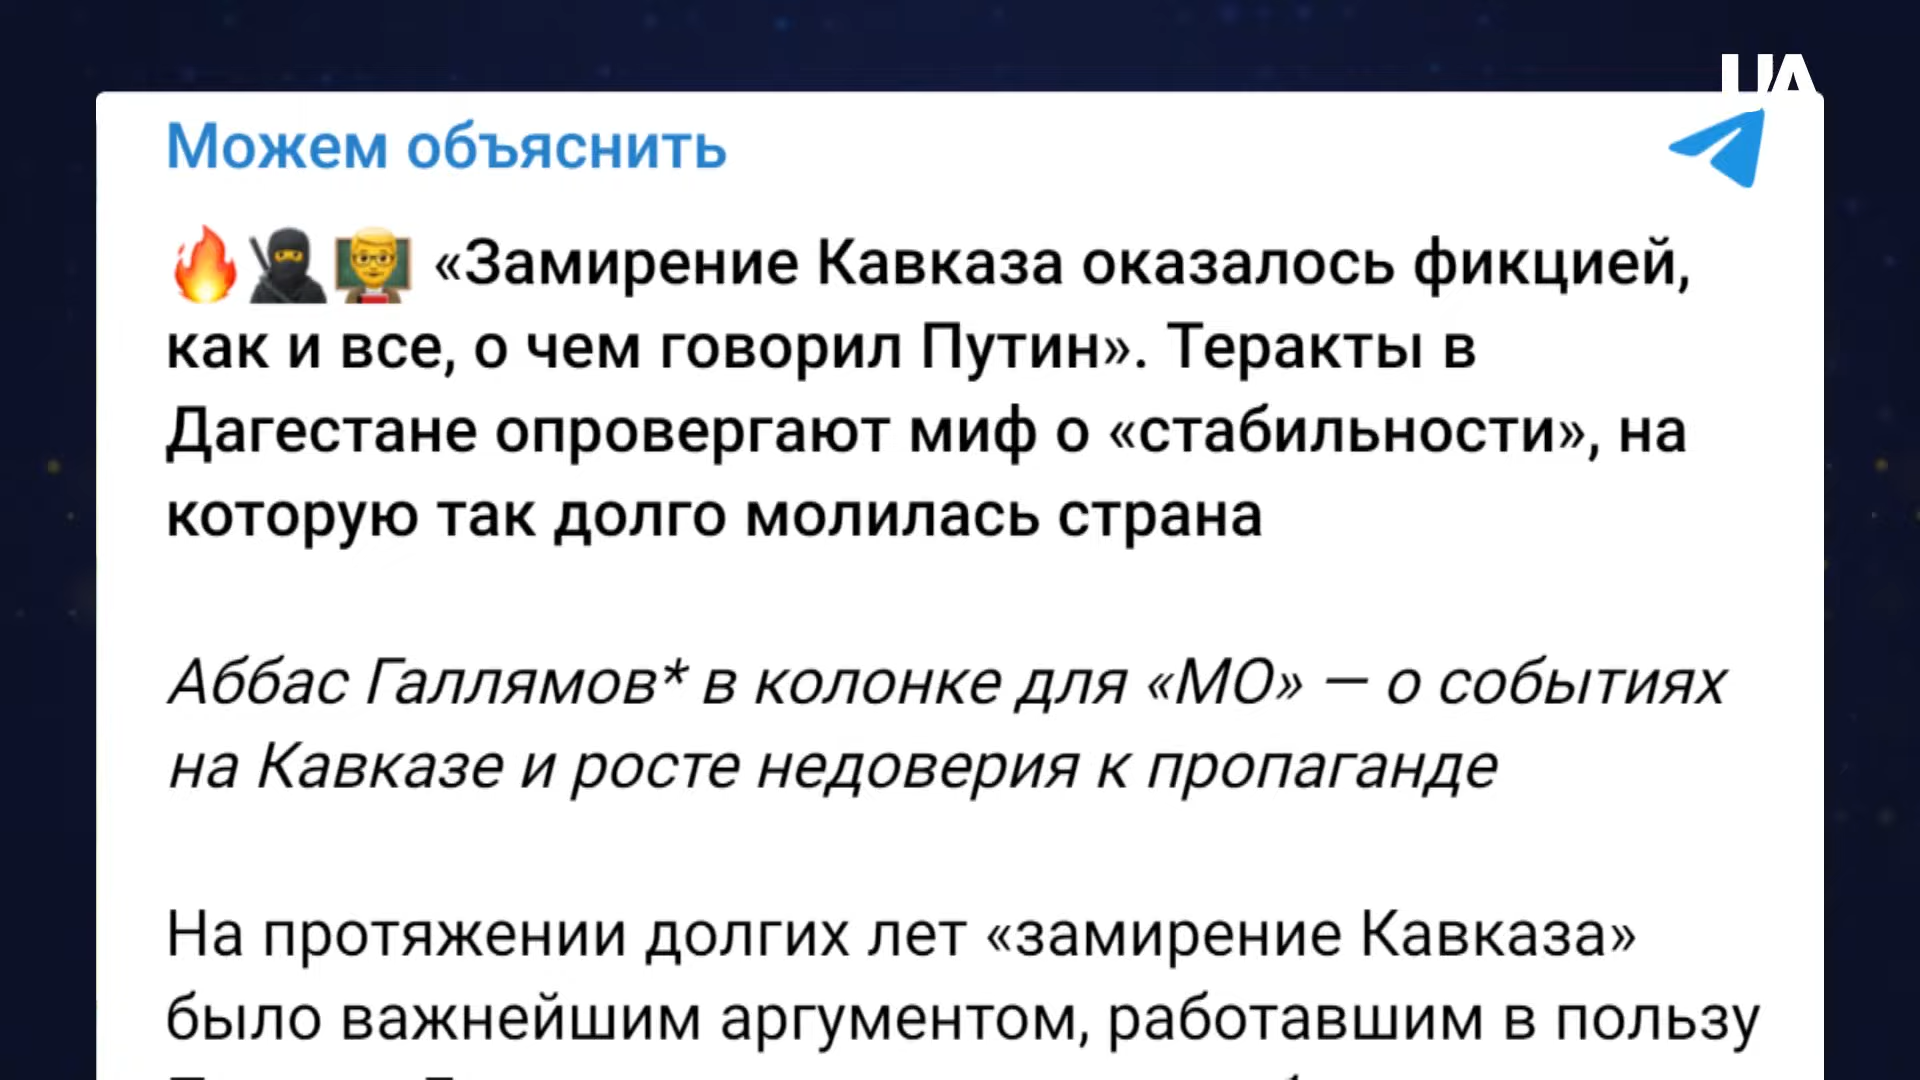 UA
Можем объяснить
«Замирение Кавказа оказалось фикцией,
как и все, о чем говорил Путин». Теракты в
Дагестане опровергают миф о «стабильности», на
которую так долго молилась страна
Аббас Галлямов* в колонке для «МО» — о событиях
на Кавказе и росте недоверия к пропаганде
На протяжении долгих лет «замирение Кавказа»
было важнейшим аргументом, работавшим в пользу